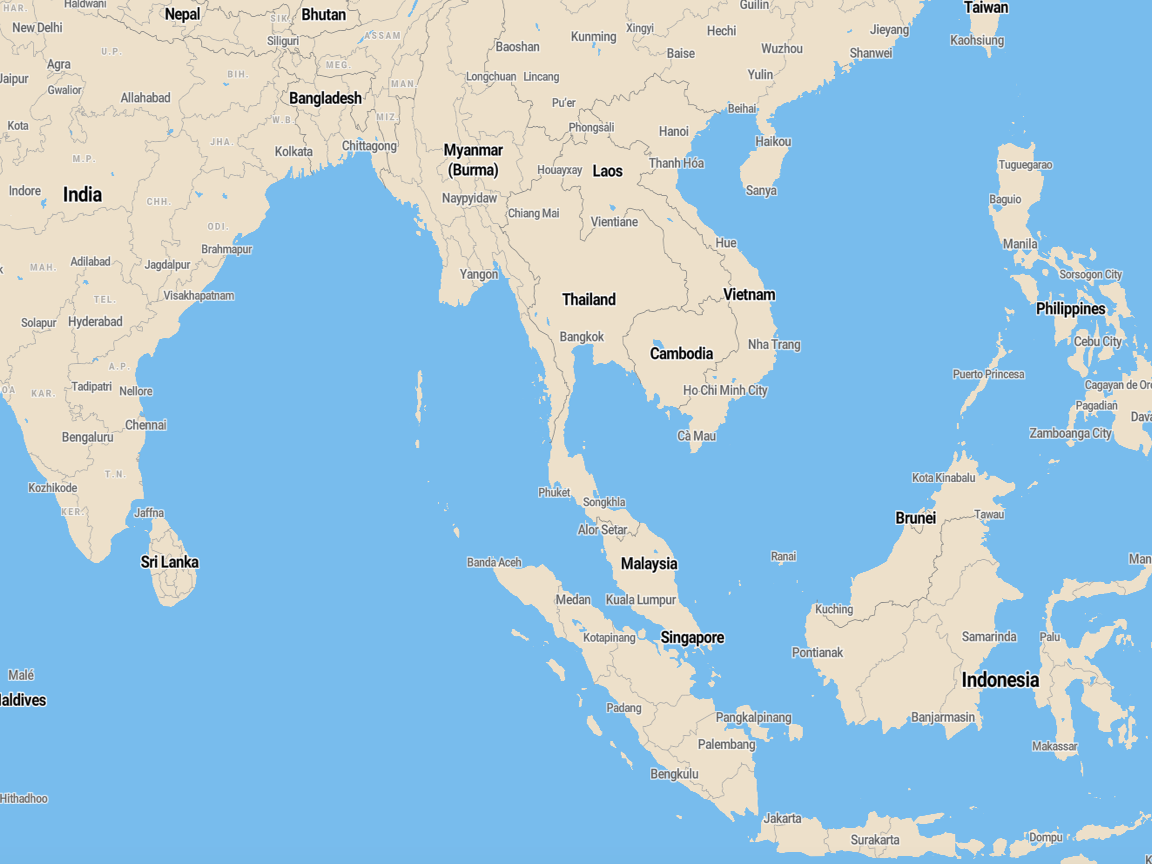 HAR.
Haldwani
Nepal
SIK.
Bhutan
Guilin
Taiwan
New Delhi
Siliguri
ASSAM
Kunming
Xingyi
Hechi
Jieyang
Kaohsiung
U.P.
Baoshan
Baise
Wuzhou
Shanwei
Agra
MEG.
BIH.
Longchuan
Lincang
Yulin
Jaipur
Gwalior
MAN.
Allahabad
Bangladesh
Pu'er
Beihai
Kota
W.B.
MIZ.
Phongsali
Hanoi
JHA.
Haikou
Kolkata
Chittagong
Myanmar
(Burma)
M.P.
Houayxay
Laos
Thanh Hóa
Tuguegarao
Indore
India
CHH.
Naypyidaw
Sanya
Baguio
Chiang Mai
Vientiane
ODI.
Hue
Manila
Brahmapur
MAH.
Adilabad
Jagdalpur
Yangon
Sorsogon City
TEL.
Visakhapatnam
Thailand
Vietnam
Philippines
Solapur
Hyderabad
Bangkok
Nha Trang
Cebu City
Cambodia
A.P.
Puerto Princesa
OA
KAR.
Tadipatri
Nellore
Ho Chi Minh City
Cagayan de Oro
Pagadian
Chennai
Dava
Bengaluru
Cà Mau
Zamboanga City
T.N.
Kozhikode
Phuket
Kota Kinabalu
Songkhla
KER.
Jaffna
Brunei
Tawau
Alor Setar
Sri Lanka
Banda Aceh
Malaysia
Ranai
Man
Medan
Kuala Lumpur
Kuching
Kotapinang
Singapore
Samarinda
Palu
Pontianak
Malé
Indonesia
aldives
Padang
Pangkalpinang
Banjarmasin
Palembang
Makassar
Bengkulu
Hithadhoo
Jakarta
Surakarta
Dompu
K